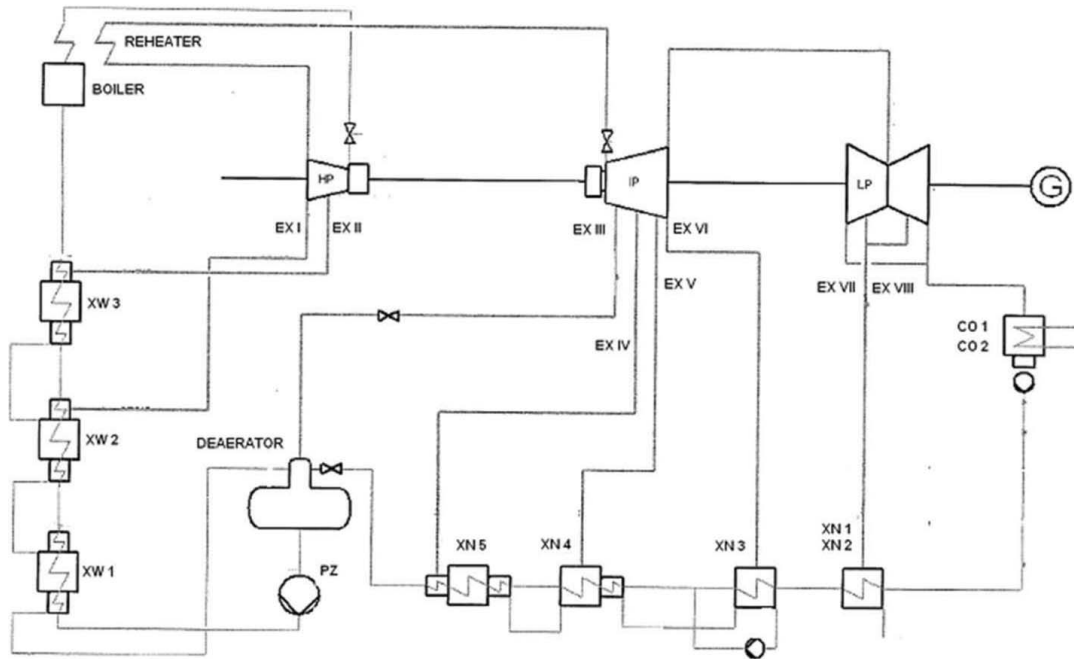 REHEATER
BOILER
HP
IP
LP
G
EX I
EX II
EX III
EX VI
EX V
EX IV
EX VII
EX VIII
XW 3
CO 1
CO 2
XW 2
DEAERATOR
XN 5
XN 4
XN 3
XN 1
XN 2
XW 1
PZ